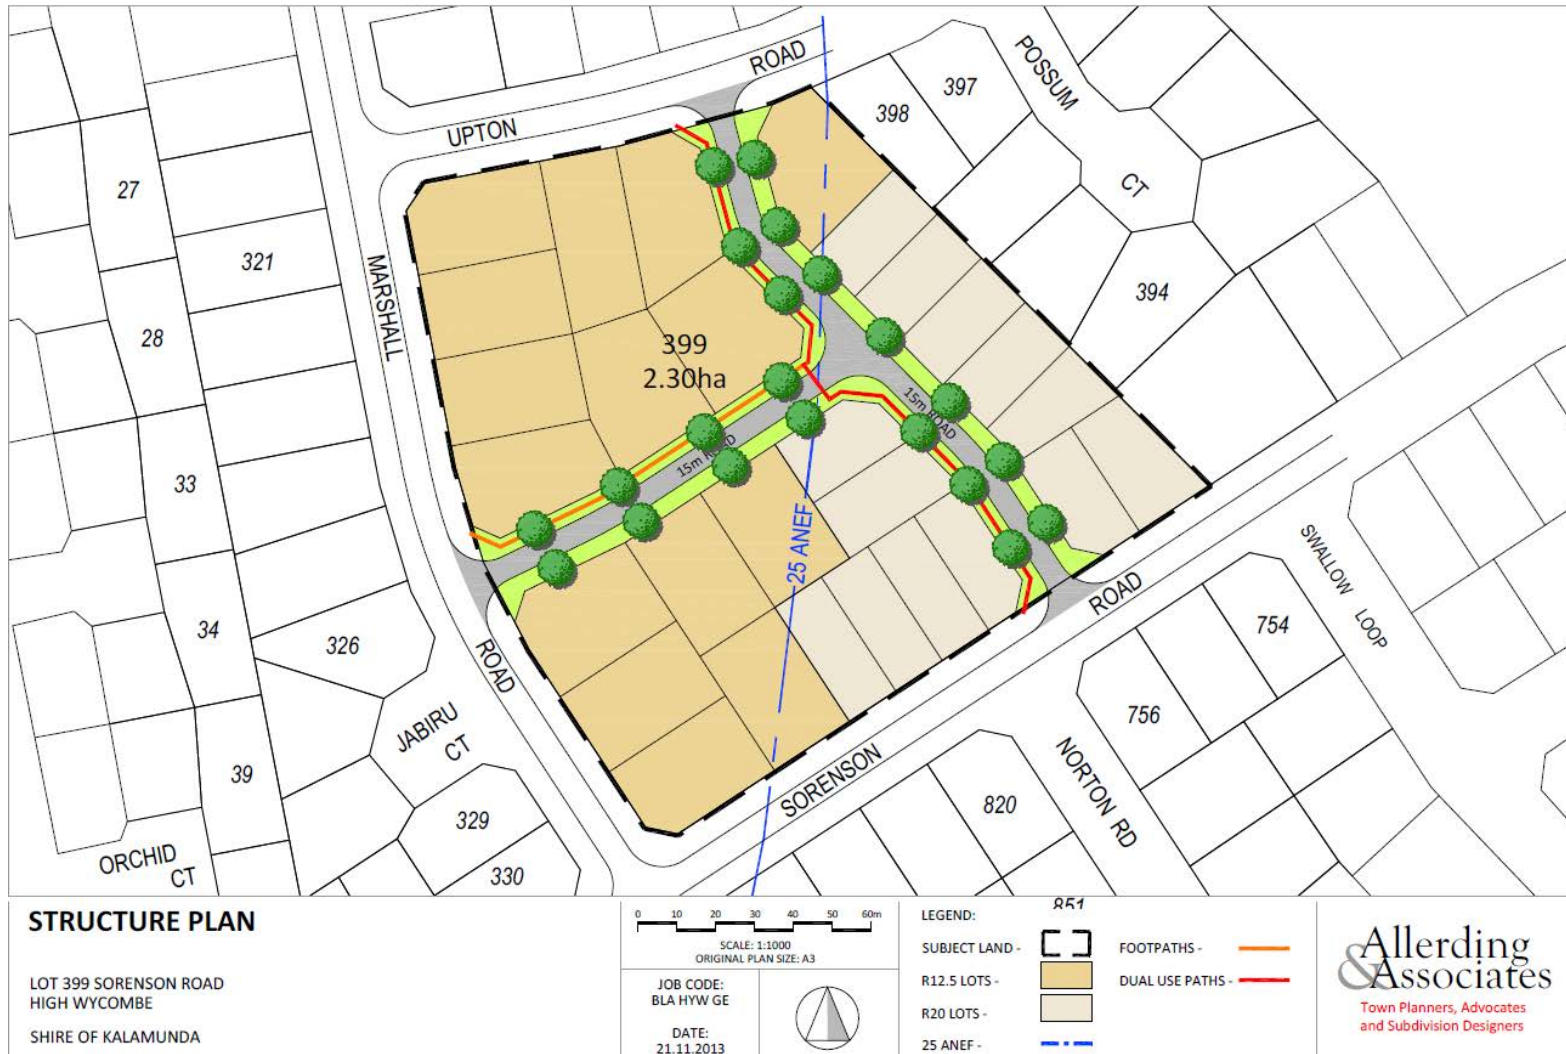 ROAD
UPTON
POSSUM
CT
397
398
27
321
MARSHALL
28
394
399
2.30ha
15m ROAD
15m ROAD
33
25 ANEF
SWALLOW LOOP
ROAD
34
326
ROAD
754
756
JABIRU
CT
39
SORENSON
NORTON RD
820
329
330
ORCHID
CT
STRUCTURE PLAN
LOT 399 SORENSON ROAD
HIGH WYCOMBE
SHIRE OF KALAMUNDA
0 10 20 30 40 50 60m
SCALE: 1:1000
ORIGINAL PLAN SIZE: A3
JOB CODE:
BLA HYW GE
DATE:
21.11.2013
851
LEGEND:
SUBJECT LAND -
R12.5 LOTS -
R20 LOTS -
25 ANEF -
FOOTPATHS -
DUAL USE PATHS -
Allerding
& Associates
Town Planners, Advocates
and Subdivision Designers